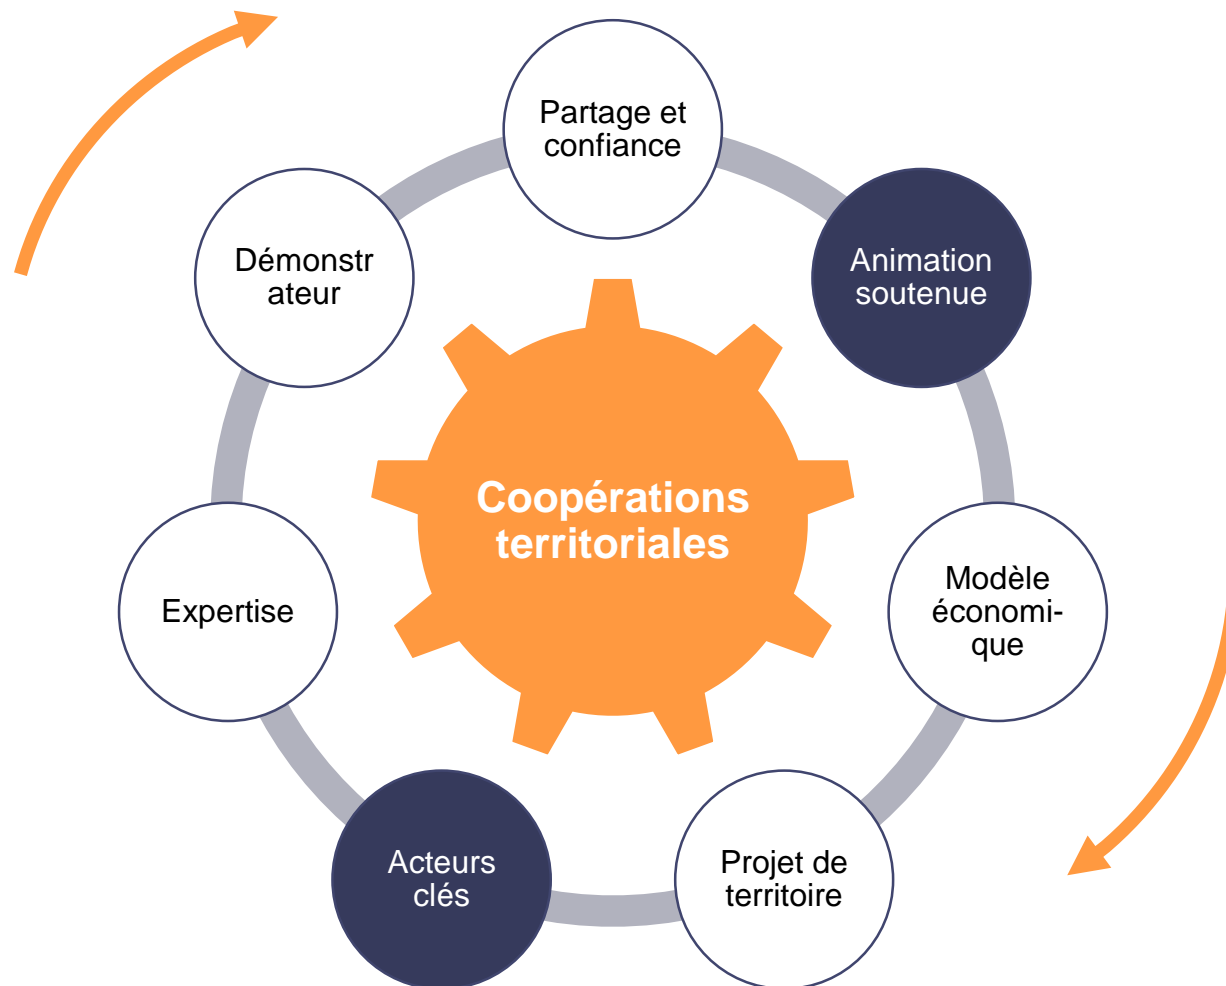 Partage et
confiance
Animation
soutenue
Modèle
économi-
que
Projet de
territoire
Acteurs
clés
Expertise
Démonstr
ateur
Coopérations
territoriales